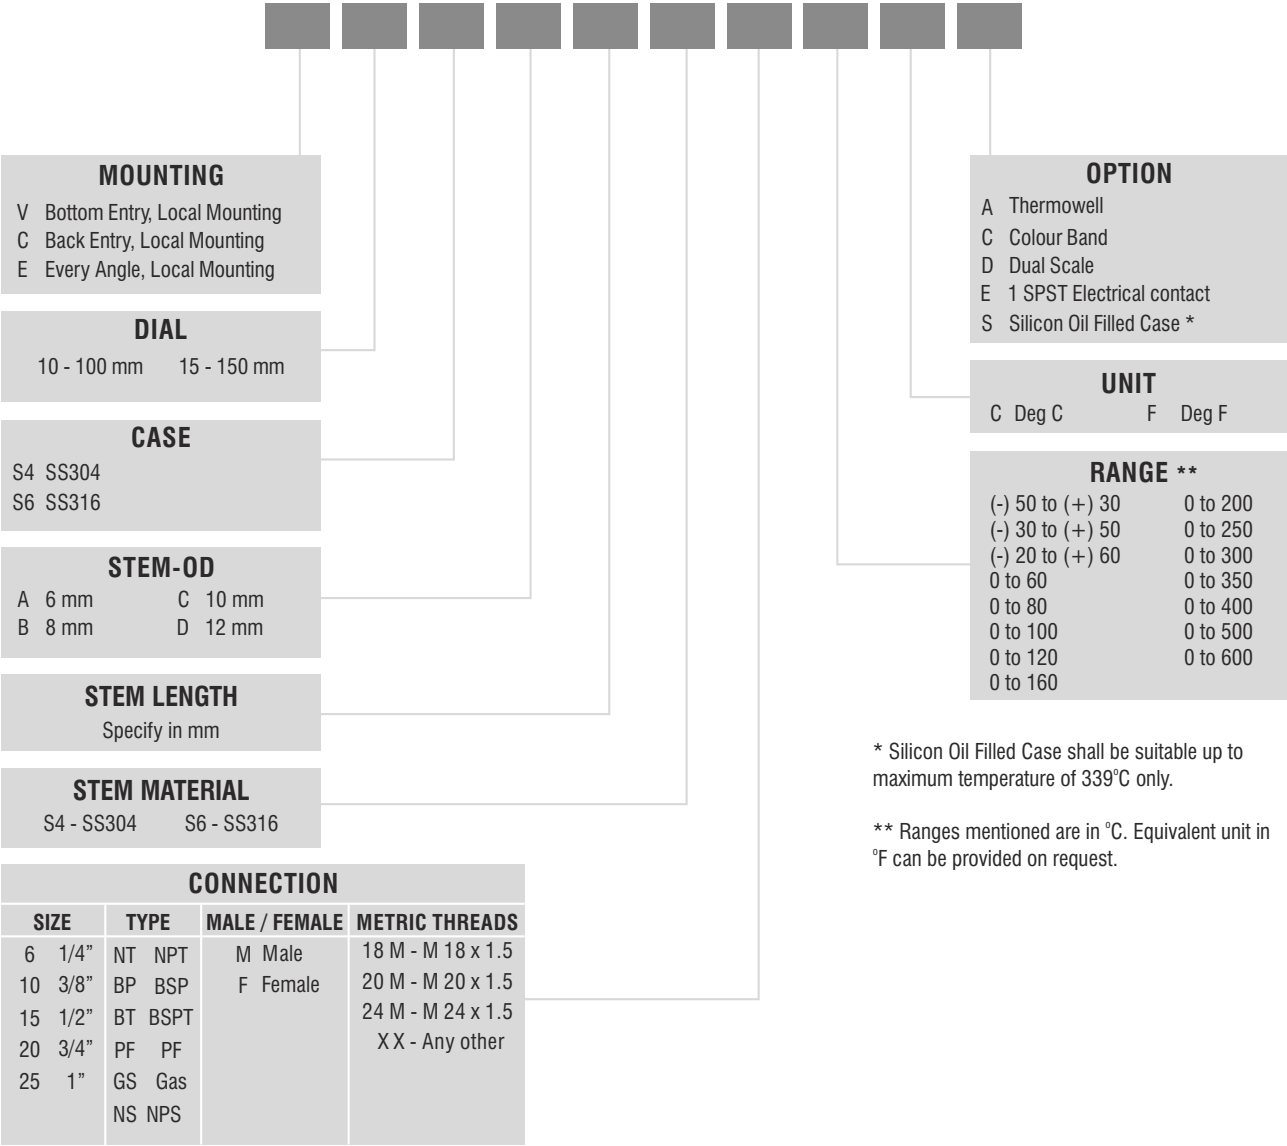 MOUNTING
V Bottom Entry, Local Mounting
C Back Entry, Local Mounting
E Every Angle, Local Mounting
DIAL
10 - 100 mm 15 - 150 mm
CASE
S4 SS304
S6 SS316
STEM-OD
A 6 mm C 10 mm
B 8 mm D 12 mm
STEM LENGTH
Specify in mm
STEM MATERIAL
S4 - SS304 S6 - SS316
CONNECTION
SIZE TYPE MALE / FEMALE METRIC THREADS
6 1/4” NT NPT M Male 18 M - M 18 x 1.5
10 3/8” BP BSP F Female 20 M - M 20 x 1.5
15 1/2” BT BSPT 24 M - M 24 x 1.5
20 3/4” PF PF X X - Any other
25 1” GS Gas
NS NPS
OPTION
A Thermowell
C Colour Band
D Dual Scale
E 1 SPST Electrical contact
S Silicon Oil Filled Case *
UNIT
C Deg C F Deg F
RANGE **
(-) 50 to (+) 30 0 to 200
(-) 30 to (+) 50 0 to 250
(-) 20 to (+) 60 0 to 300
0 to 60 0 to 350
0 to 80 0 to 400
0 to 100 0 to 500
0 to 120 0 to 600
0 to 160
* Silicon Oil Filled Case shall be suitable up to
maximum temperature of 339°C only.
** Ranges mentioned are in °C. Equivalent unit in
°F can be provided on request.